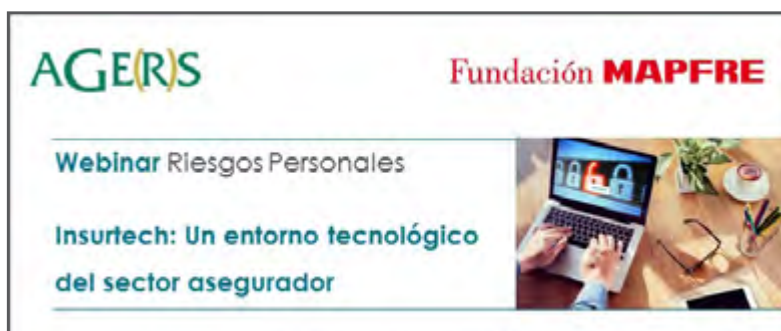 AGE(R)S
Fundación MAPFRE
Webinar Riesgos Personales
Insurtech: Un entorno tecnológico
del sector asegurador